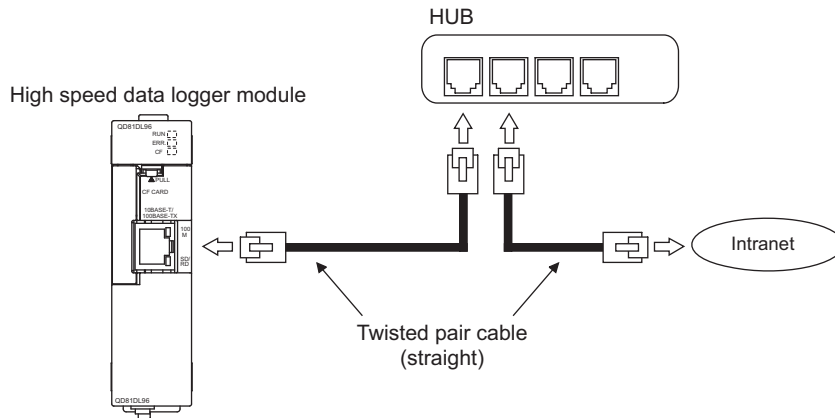 HUB
High speed data logger module
QD81DL96
RUN
ERR.
CF
PULL
CF CARD
10BASE-T/
100BASE-TX
100
M
SD/
RD
Intranet
Twisted pair cable
(straight)
QD81DL96